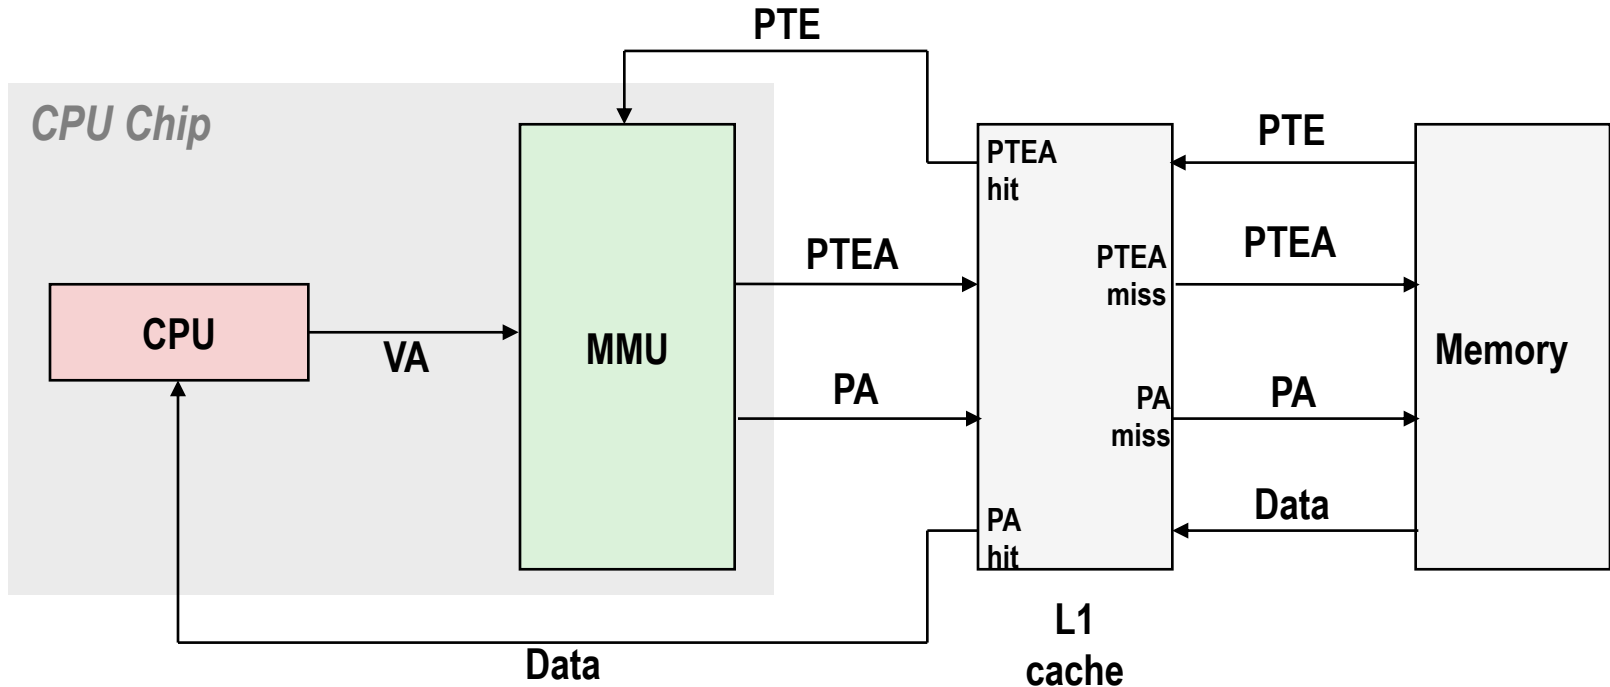 PTE
CPU Chip
PTEA
hit
PTE
PTEA
PTEA
miss
PTEA
CPU
VA
MMU
Memory
PA
PA
miss
PA
PA
hit
Data
Data
L1
cache